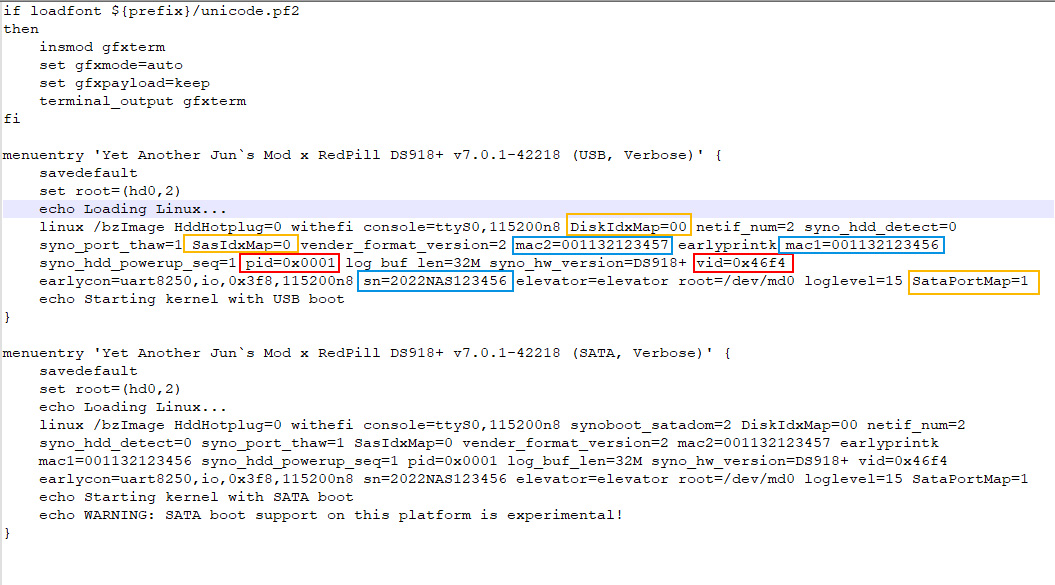 if loadfont ${prefix}/unicode.pf2
then
    insmod gfxterm
    set gfxmode=auto
    set gfxpayload=keep
    terminal_output gfxterm
fi

menuentry 'Yet Another Jun`s Mod x RedPill DS918+ v7.0.1-42218 (USB, Verbose)' {
    savedefault
    set root=(hd0,2)
    echo Loading Linux...
    linux /bzImage HddHotplug=0 withefi console=ttyS0,115200n8 DiskIdxMap=00 netif_num=2 syno_hdd_detect=0
    syno_port_thaw=1 SasIdxMap=0 vender_format_version=2 mac2=001132123457 earlyprintk mac1=001132123456
    syno_hdd_powerup_seq=1 pid=0x0001 log_buf_len=32M syno_hw_version=DS918+ vid=0x46f4
    earlycon=uart8250,io,0x3f8,115200n8 sn=2022NAS123456 elevator=elevator root=/dev/md0 loglevel=15 SataPortMap=1
    echo Starting kernel with USB boot
}

menuentry 'Yet Another Jun`s Mod x RedPill DS918+ v7.0.1-42218 (SATA, Verbose)' {
    savedefault
    set root=(hd0,2)
    echo Loading Linux...
    linux /bzImage HddHotplug=0 withefi console=ttyS0,115200n8 synoboot_satadom=2 DiskIdxMap=00 netif_num=2
    syno_hdd_detect=0 syno_port_thaw=1 SasIdxMap=0 vender_format_version=2 mac2=001132123457 earlyprintk
    mac1=001132123456 syno_hdd_powerup_seq=1 pid=0x0001 log_buf_len=32M syno_hw_version=DS918+ vid=0x46f4
    earlycon=uart8250,io,0x3f8,115200n8 sn=2022NAS123456 elevator=elevator root=/dev/md0 loglevel=15 SataPortMap=1
    echo Starting kernel with SATA boot
    echo WARNING: SATA boot support on this platform is experimental!
}